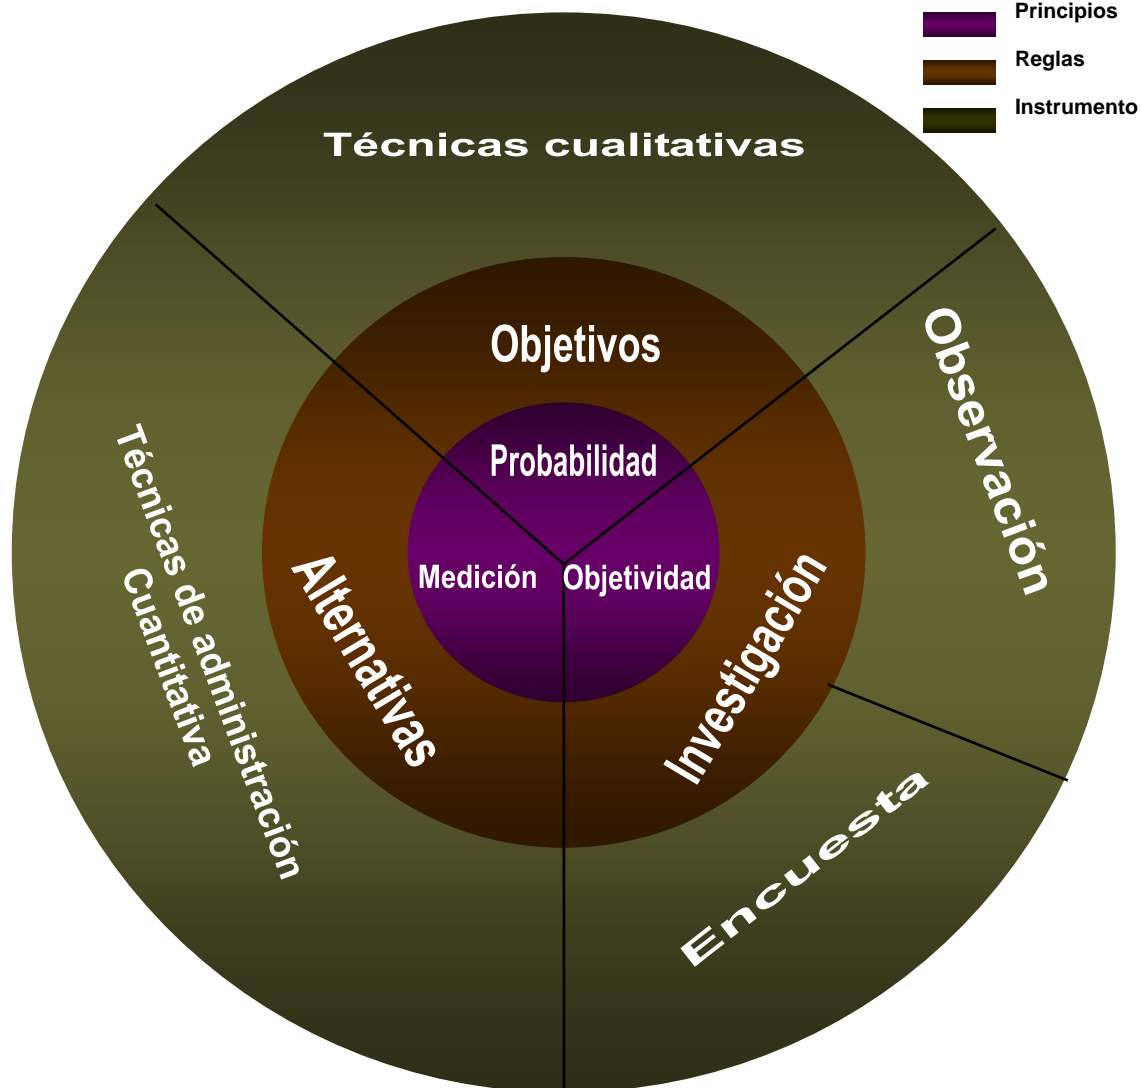 Principios
Reglas
Instrumento
Técnicas cualitativas
Observación
Objetivos
Probabilidad
Medición
Objetividad
Alternativas
Investigación
Técnicas de administración
Cuantitativa
Encuesta